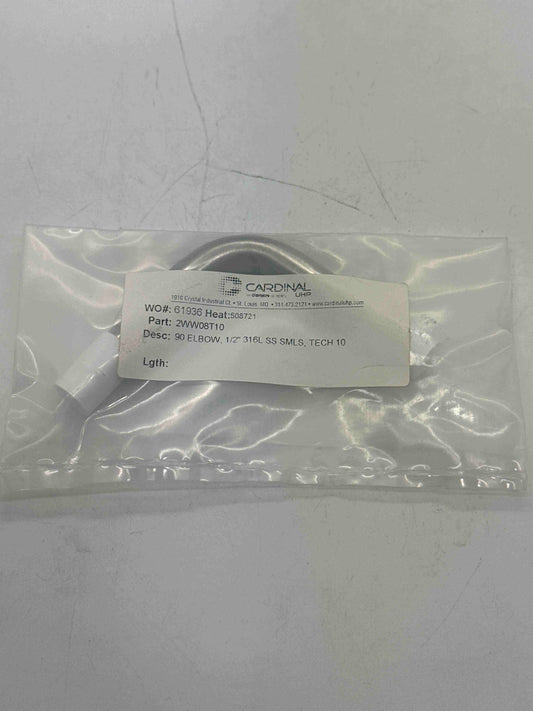 CARDINAL
UHP
1910 Crystal Industrial Ct. • St. Louis, MO • 314.473.2121 • www.cardinaluhp.com
WO#: 61936 Heat:508721
Part: 2WW08T10
Desc: 90 ELBOW, 1/2" 316L SS SMLS, TECH 10
Lgth: